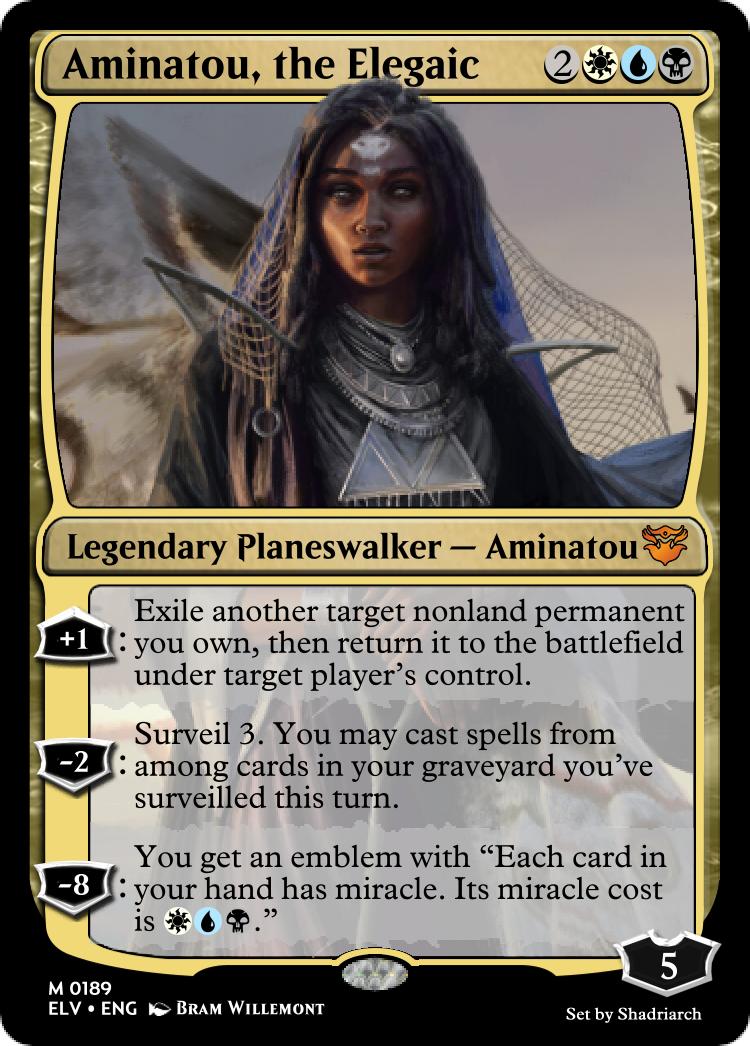 Aminatou, the Elegaic 2
Legendary Planeswalker — Aminatou
+1: Exile another target nonland permanent
you own, then return it to the battlefield
under target player's control.
-2: Surveil 3. You may cast spells from
among cards in your graveyard you've
surveilled this turn.
-8: You get an emblem with “Each card in
your hand has miracle. Its miracle cost
is .”
5
M 0189
ELV • ENG Bram Willemont
Set by Shadriarch